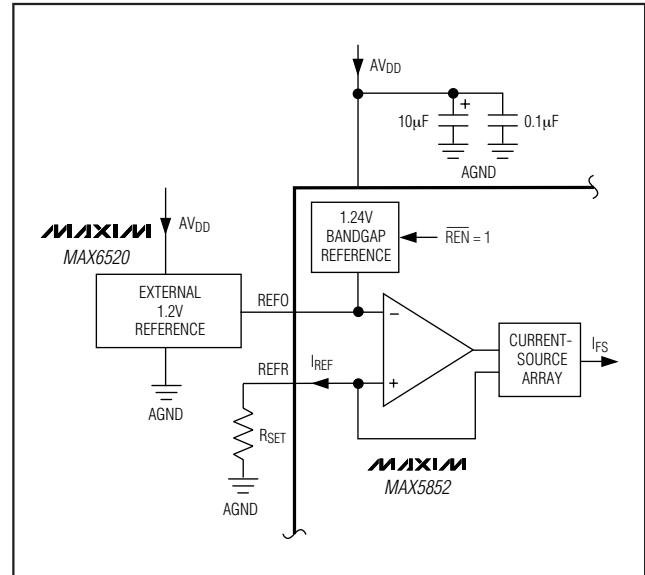 AVDD
+
10µF
0.1µF
AGND
MAXIM
MAX6520
AVDD
1.24V
BANDGAP
REFERENCE
REN = 1
EXTERNAL
1.2V
REFERENCE
REFO
−
REFR
IREF
+
CURRENT-
SOURCE
ARRAY
IFS
AGND
RSET
AGND
MAXIM
MAX5852